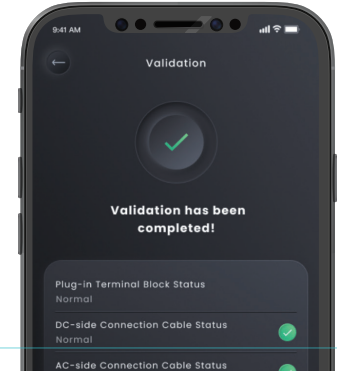 9:41 AM
Validation
Validation has been
completed!
Plug-in Terminal Block Status
Normal
DC-side Connection Cable Status
Normal
AC-side Connection Cable Status